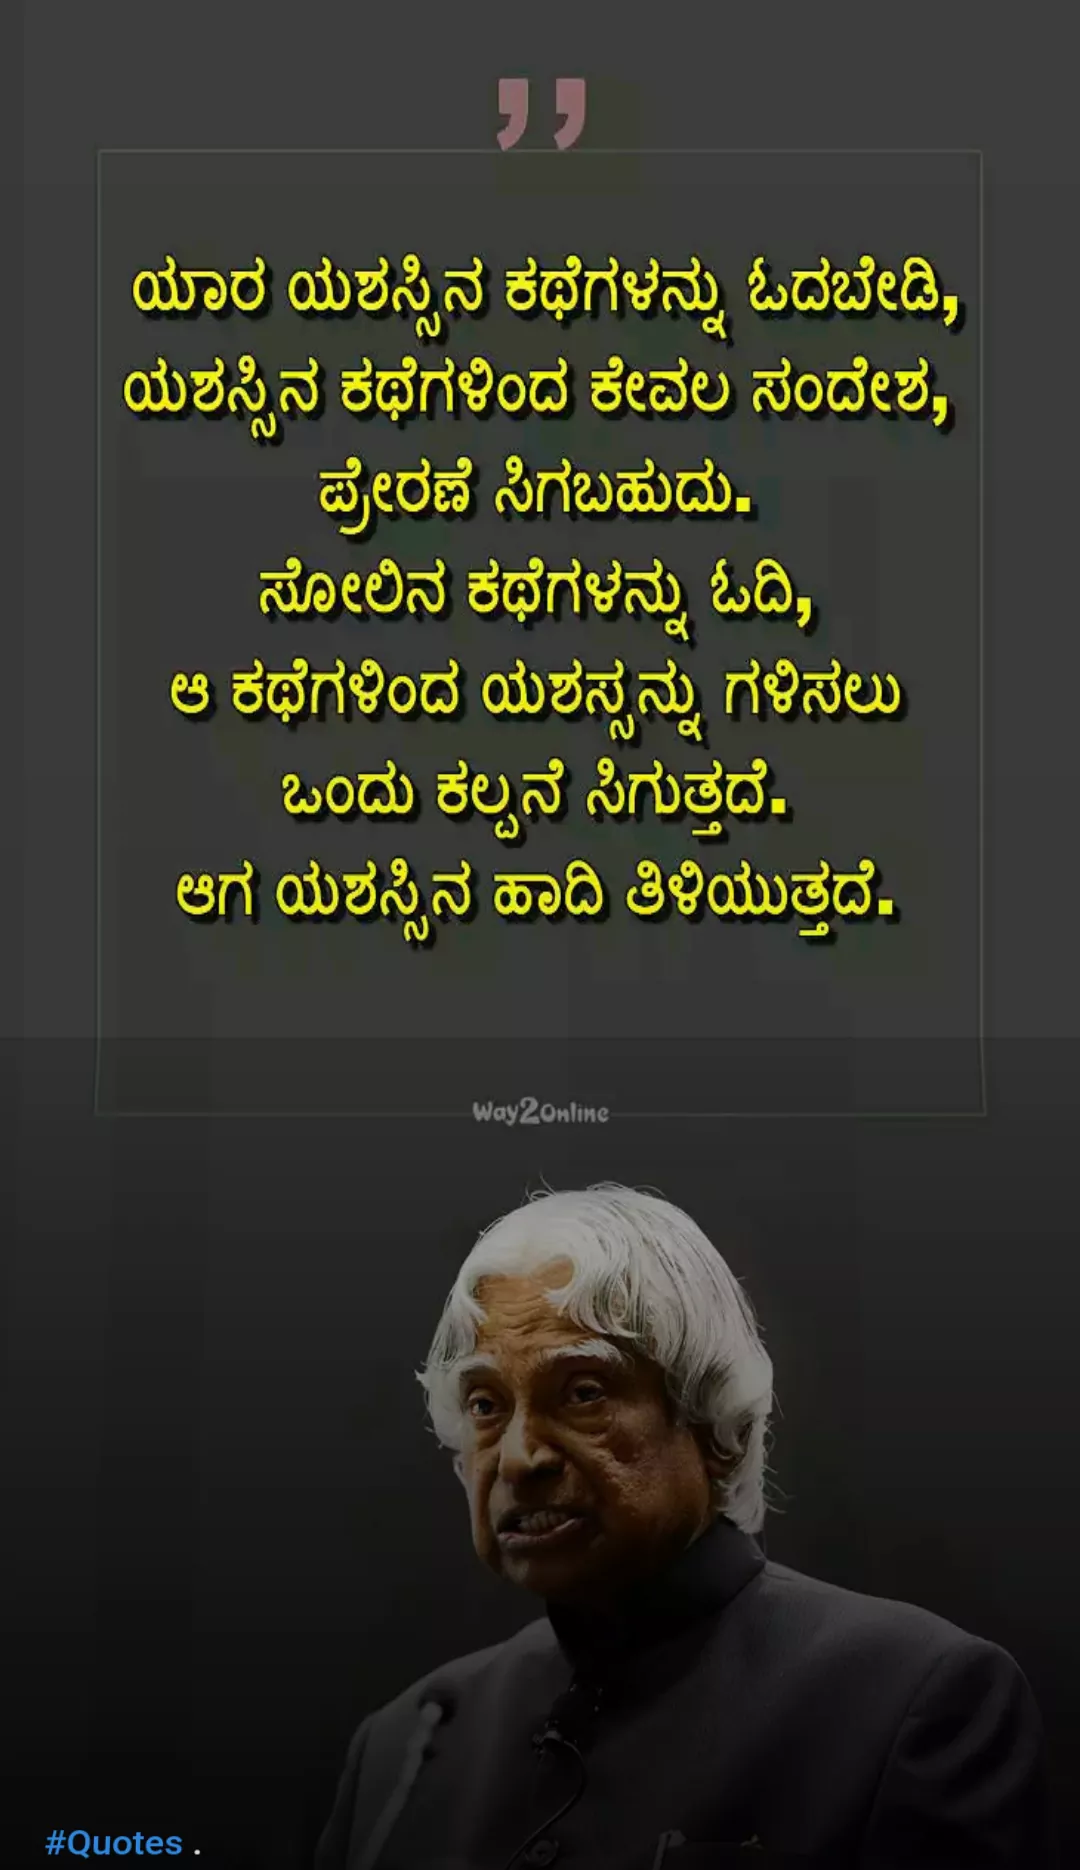 ”
ಯಾರ ಯಶಸ್ಸಿನ ಕಥೆಗಳನ್ನು ಓದಬೇಡಿ,
ಯಶಸ್ಸಿನ ಕಥೆಗಳಿಂದ ಕೇವಲ ಸಂದೇಶ,
ಪ್ರೇರಣೆ ಸಿಗಬಹುದು.
ಸೋಲಿನ ಕಥೆಗಳನ್ನು ಓದಿ,
ಆ ಕಥೆಗಳಿಂದ ಯಶಸ್ಸನ್ನು ಗಳಿಸಲು
ಒಂದು ಕಲ್ಪನೆ ಸಿಗುತ್ತದೆ.
ಆಗ ಯಶಸ್ಸಿನ ಹಾದಿ ತಿಳಿಯುತ್ತದೆ.
Way2Online
#Quotes .